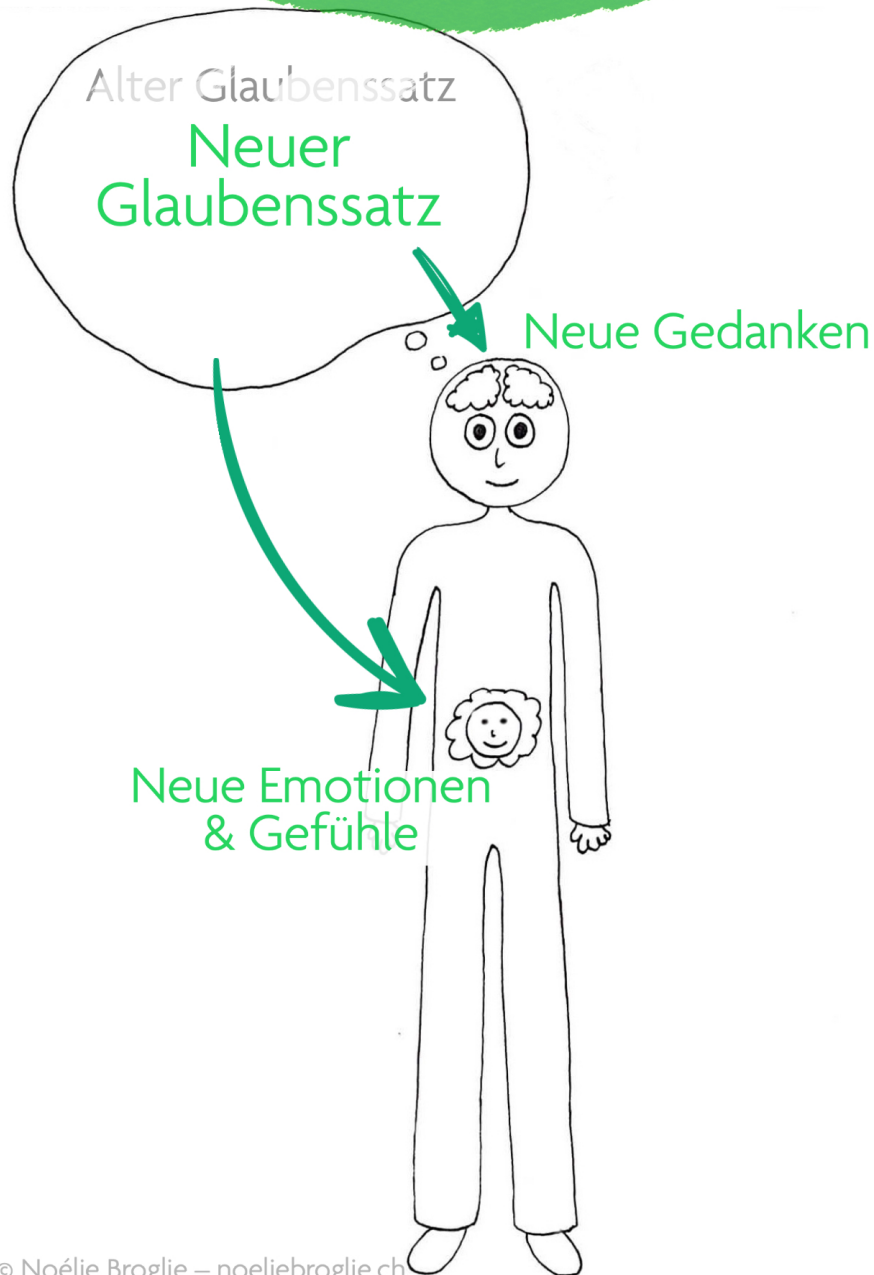 Alter Glaubenssatz
Neuer
Glaubenssatz
Neue Gedanken
Neue Emotionen
& Gefühle
© Noélie Broglie – noeliebroglie.ch